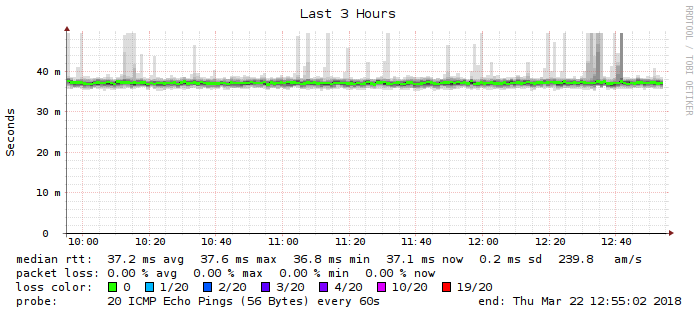 Last 3 Hours
RRDTOOL / TOBI OETIKER
Seconds
40 m
30 m
20 m
10 m
0
10:00 10:20 10:40 11:00 11:20 11:40 12:00 12:20 12:40
median rtt: 37.2 ms avg 37.6 ms max 36.8 ms min 37.1 ms now 0.2 ms sd 239.8 am/s
packet loss: 0.00 % avg 0.00 % max 0.00 % min 0.00 % now
loss color: 0 1/20 2/20 3/20 4/20 10/20 19/20
probe: 20 ICMP Echo Pings (56 Bytes) every 60s end: Thu Mar 22 12:55:02 2018